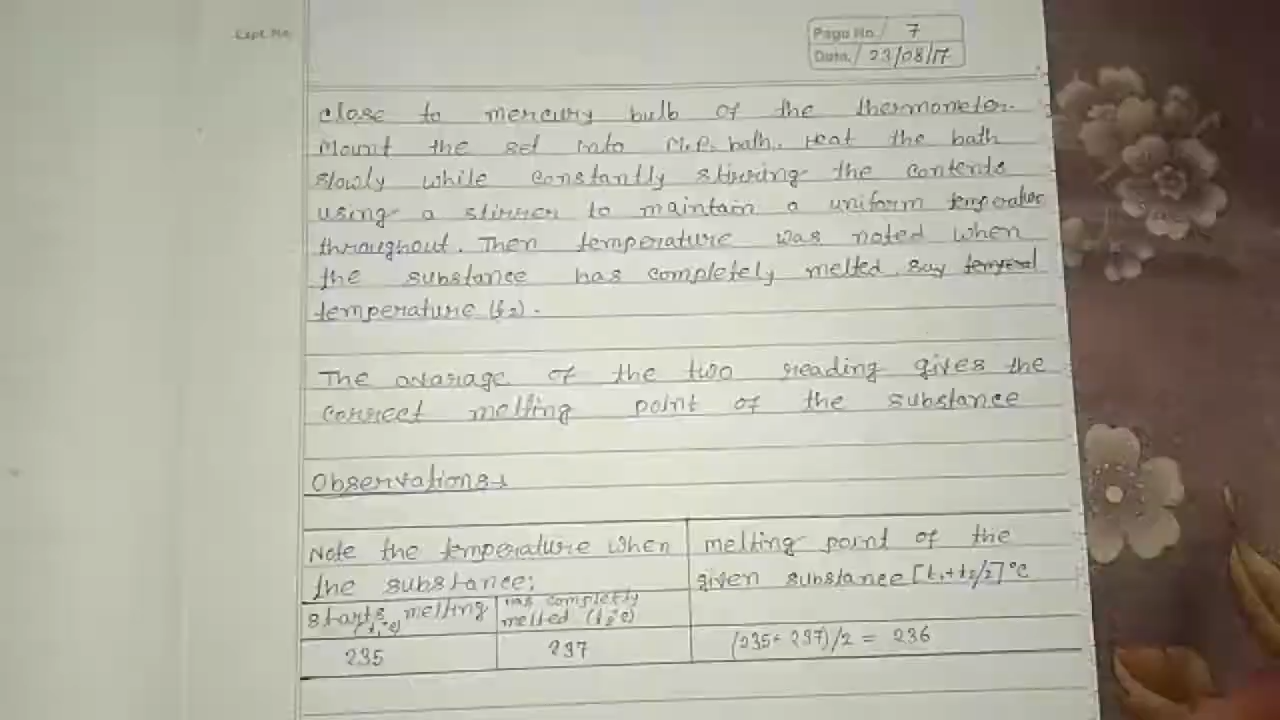 Expt. No.
Page No. 7
Date. 23/08/17
close to mercury bulb of the thermometer.
Mount the set into M.P. bath. Heat the bath
slowly while constantly stirring the contents
using a stirrer to maintain a uniform temperature
throughout. Then temperature was noted when
the substance has completely melted say
temperature (t2).
The avarage of the two reading gives the
correct melting point of the substance
Observations:
Note the temperature when the substance:
melting point of the given substance [t1+t2/2]°C
Starts melting (t1°c)
has completely melted (t2°c)
235
237
(235+237)/2 = 236